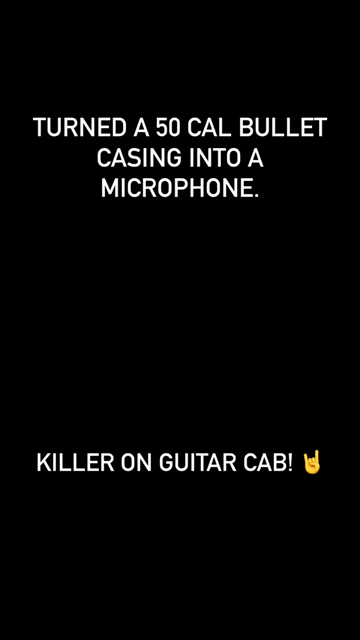 TURNED A 50 CAL BULLET
CASING INTO A
MICROPHONE.
KILLER ON GUITAR CAB! 🤘